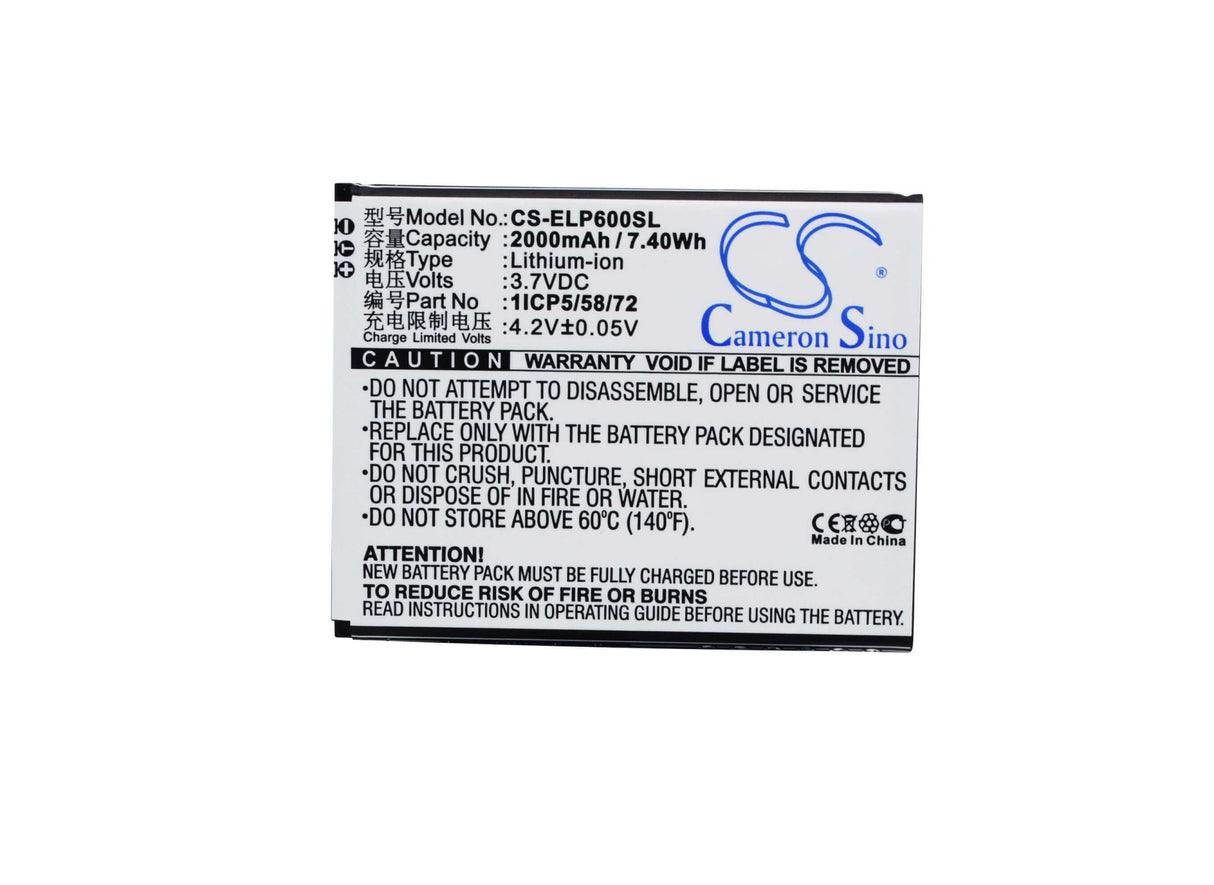 型号Model No.: CS-ELP600SL
容量Capacity :2000mAh / 7.40Wh
规格Type :Lithium-ion
电压Volts :3.7VDC
编号Part No :1ICP5/58/72
充电限制电压 :4.2V±0.05V
Charge Limited Volts
CS ®
Cameron Sino
CAUTION WARRANTY VOID IF LABEL IS REMOVED
•DO NOT ATTEMPT TO DISASSEMBLE, OPEN OR SERVICE
THE BATTERY PACK.
•REPLACE ONLY WITH THE BATTERY PACK DESIGNATED
FOR THIS PRODUCT.
•DO NOT CRUSH, PUNCTURE, SHORT EXTERNAL CONTACTS
OR DISPOSE OF IN FIRE OR WATER.
•DO NOT STORE ABOVE 60ºC (140ºF).
CE
Made In China
ATTENTION!
NEW BATTERY PACK MUST BE FULLY CHARGED BEFORE USE.
TO REDUCE RISK OF FIRE OR BURNS
READ INSTRUCTIONS IN OPERATING GUIDE BEFORE USING THE BATTERY.